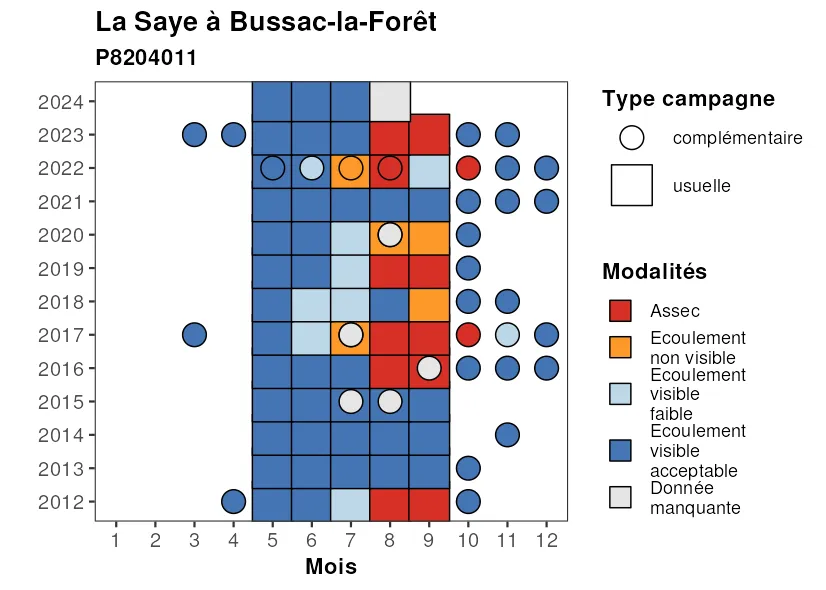 La Saye à Bussac-la-Forêt
P8204011
2024
2023
2022
2021
2020
2019
2018
2017
2016
2015
2014
2013
2012
1 2 3 4 5 6 7 8 9 10 11 12
Mois
Type campagne
complémentaire
usuelle
Modalités
Assec
Ecoulement
non visible
Ecoulement
visible
faible
Ecoulement
visible
acceptable
Donnée
manquante